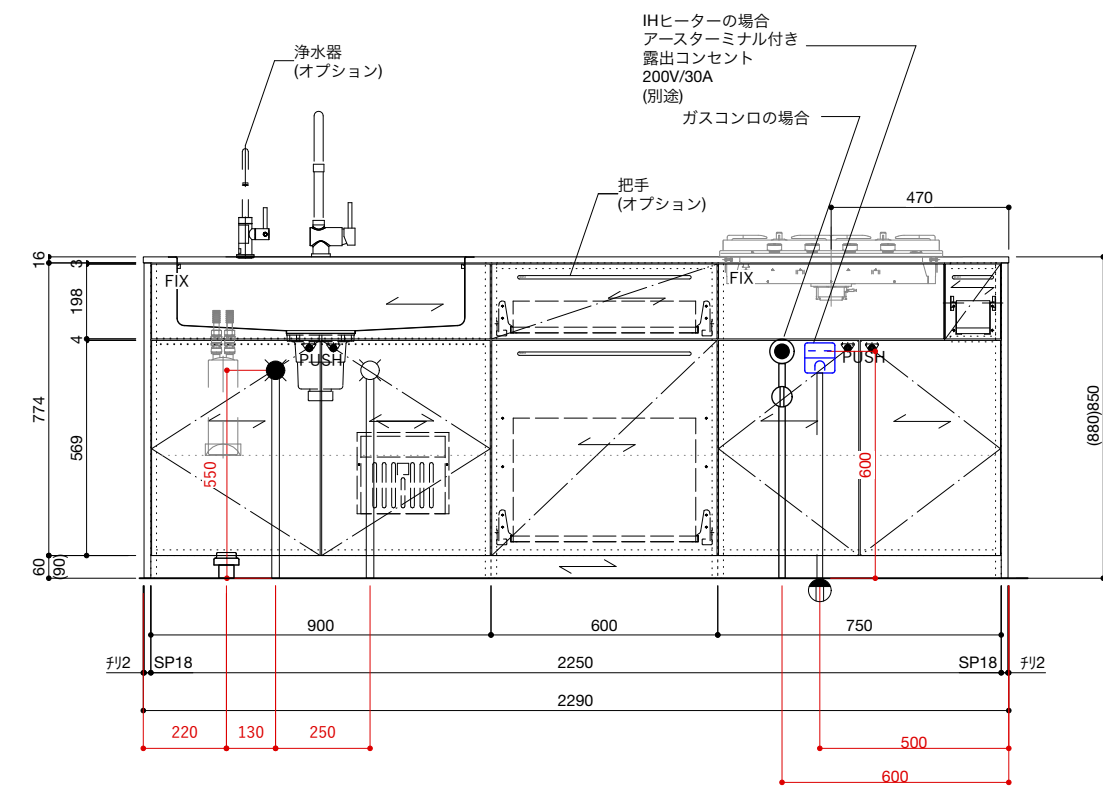 IHヒーターの場合
アースターミナル付き
露出コンセント
200V/30A
(別途)
ガスコンロの場合
浄水器
(オプション)
把手
(オプション)
470
16
3
198
4
774
569
60
(90)
FIX
FIX
PUSH
PUSH
550
600
(880)850
900
600
750
ﾁﾘ2
SP18
2250
SP18
ﾁﾘ2
2290
220
130
250
500
600